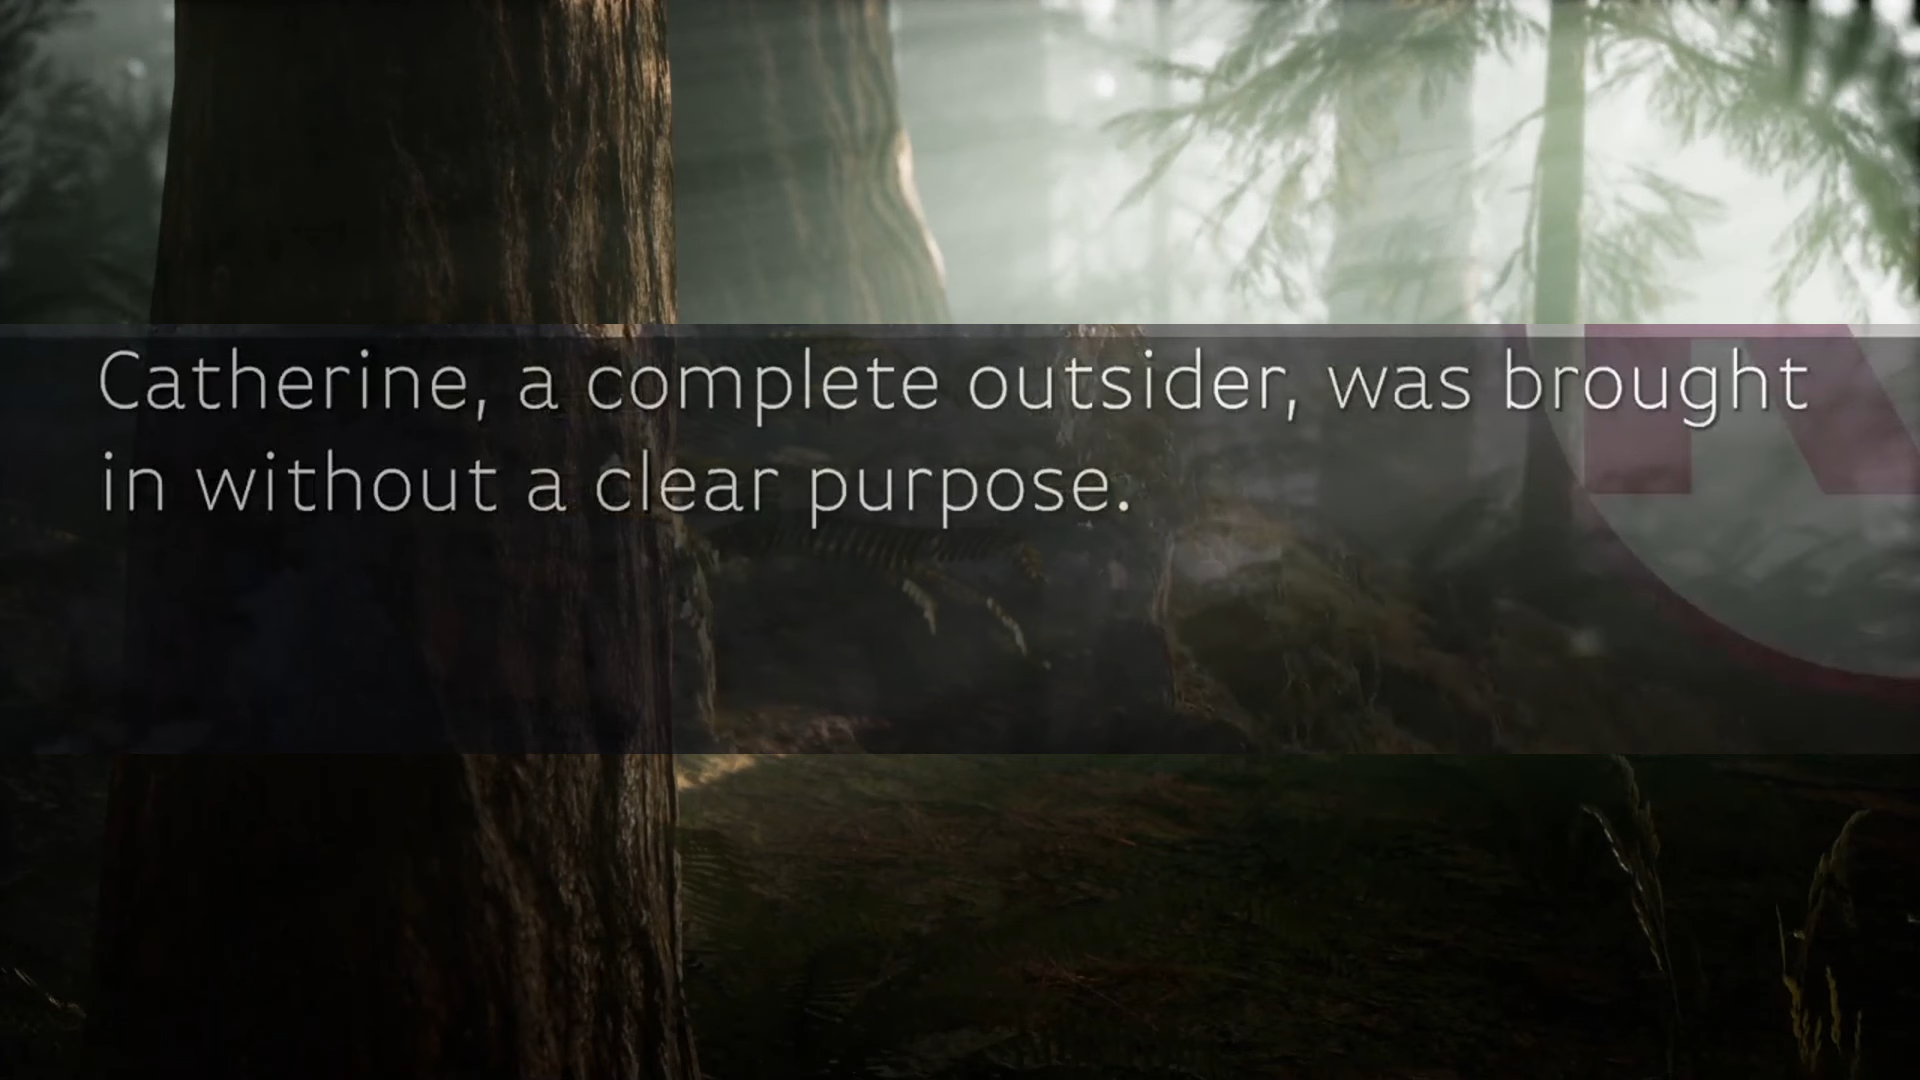 Catherine, a complete outsider, was brought
in without a clear purpose.